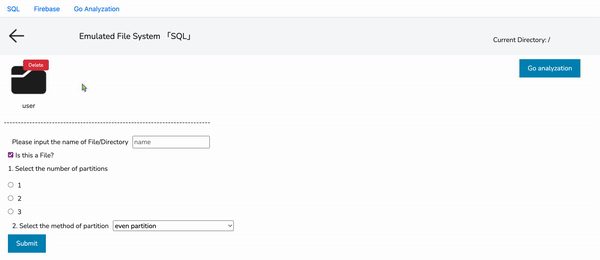 SQL Firebase Go Analyzation
Emulated File System 「SQL」
Current Directory: /
Delete
Go analyzation
user
Please input the name of File/Directory name
Is this a File?
1. Select the number of partitions
1
2
3
2. Select the method of partition even partition
Submit